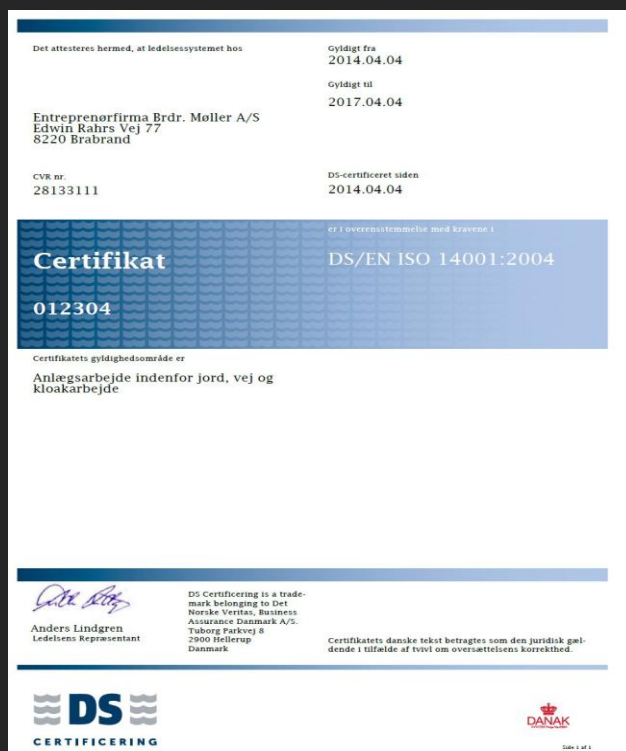 Det attesteres hermed, at ledelsessystemet hos
Gyldigt fra
2014.04.04
Gyldigt til
2017.04.04
Entreprenørfirma Brdr. Møller A/S
Edwin Rahrs Vej 77
8220 Brabrand
CVR nr.
28133111
DS-certificeret siden
2014.04.04
er i overensstemmelse med kravene i
Certifikat
DS/EN ISO 14001:2004
012304
Certifikatets gyldighedsområde er
Anlægsarbejde indenfor jord, vej og
kloakarbejde
Anders Lindgren
Ledelsens Repræsentant
DS Certificering is a trade-
mark belonging to Det
Norske Veritas, Business
Assurance Danmark A/S.
Tuborg Parkvej 8
2900 Hellerup
Danmark
Certifikatets danske tekst betragtes som den juridisk gæl-
dende i tilfælde af tvivl om oversættelsens korrekthed.
DS
CERTIFICERING
DANAK
Side 1 af 1